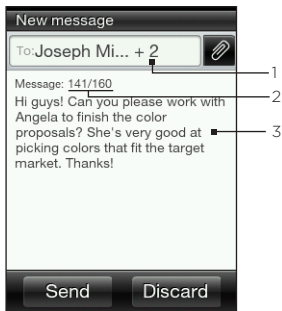 New message
To: Joseph Mi... + 2
1
Message: 141/160
2
Hi guys! Can you please work with
Angela to finish the color
proposals? She's very good at
3
picking colors that fit the target
market. Thanks!
Send Discard